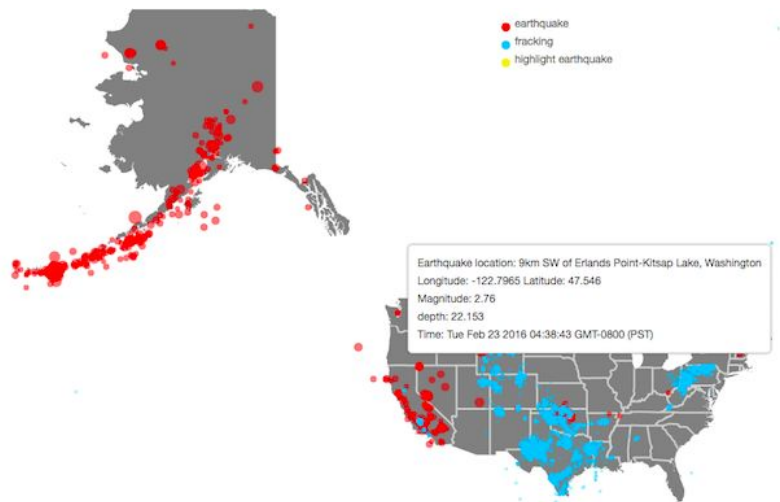 earthquake
fracking
highlight earthquake
Earthquake location: 9km SW of Erlands Point-Kitsap Lake, Washington
Longitude: -122.7965 Latitude: 47.546
Magnitude: 2.76
depth: 22.153
Time: Tue Feb 23 2016 04:38:43 GMT-0800 (PST)